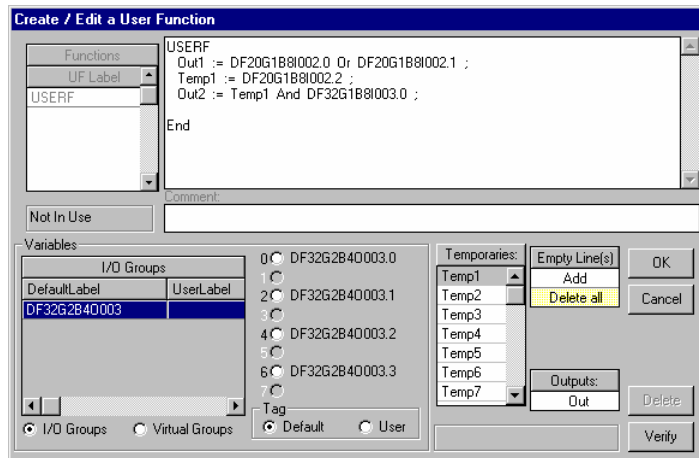 Create / Edit a User Function
Functions
UF Label
USERF
USERF
Out1 := DF20G1B8I002.0 Or DF20G1B8I002.1 ;
Temp1 := DF20G1B8I002.2 ;
Out2 := Temp1 And DF32G1B8I003.0 ;
End
Comment:
Not In Use
Variables
I/O Groups
DefaultLabel UserLabel
DF32G2B4O003
I/O Groups Virtual Groups
0 DF32G2B4O003.0
1
2 DF32G2B4O003.1
3
4 DF32G2B4O003.2
5
6 DF32G2B4O003.3
7
Tag
Default User
Temporaries:
Temp1
Temp2
Temp3
Temp4
Temp5
Temp6
Temp7
Empty Line(s)
Add
Delete all
Outputs:
Out
OK
Cancel
Delete
Verify